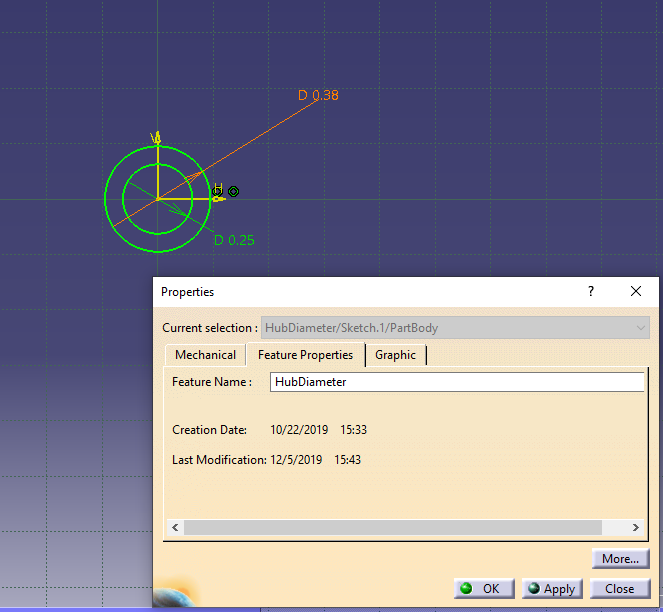 D 0.38
V
H
D 0.25
Properties
?
Current selection :
HubDiameter/Sketch.1/PartBody
Mechanical
Feature Properties
Graphic
Feature Name :
HubDiameter
Creation Date:
10/22/2019 15:33
Last Modification:
12/5/2019 15:43
More...
OK
Apply
Close